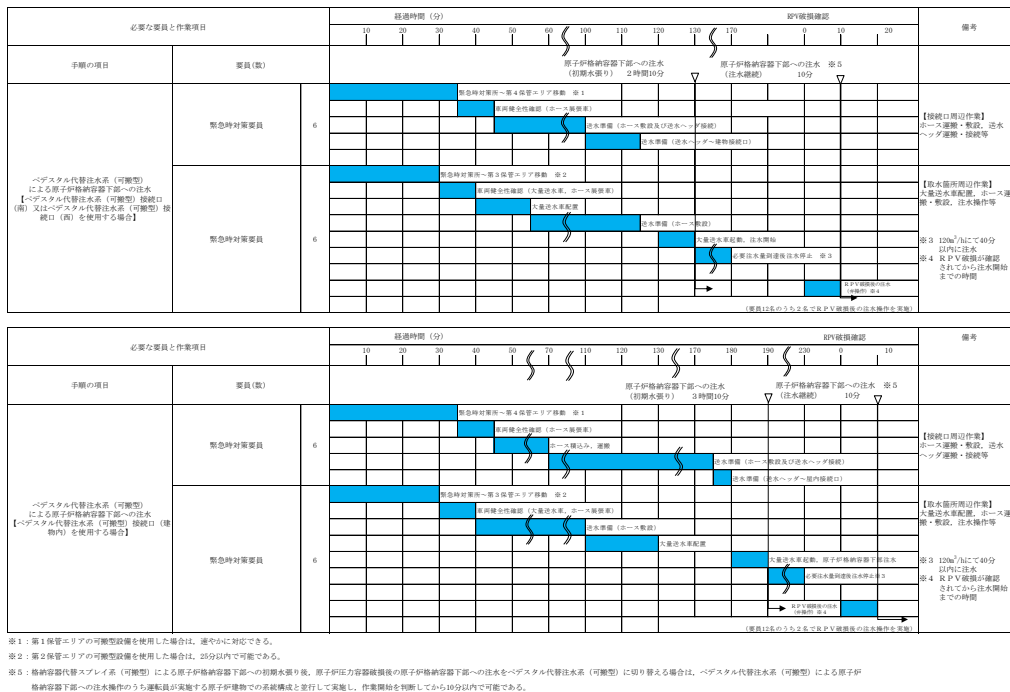 必要な要員と作業項目
経過時間（分）
RPV破損確認
備考
10 20 30 40 50 60 100 110 120 130 170 0 10 20
手順の項目
要員(数)
原子炉格納容器下部への注水
（初期水張り） 2時間10分
原子炉格納容器下部への注水 ※5
（注水継続） 10分
ペデスタル代替注水系（可搬型）
による原子炉格納容器下部への注水
【ペデスタル代替注水系（可搬型）接続口
（南）又はペデスタル代替注水系（可搬型）接
続口（西）を使用する場合】
緊急時対策要員
6
緊急時対策所～第4保管エリア移動 ※1
車両健全性確認（ホース展張車）
送水準備（ホース敷設及び送水ヘッダ接続）
送水準備（送水ヘッダ～建物接続口）
【接続口周辺作業】
ホース運搬・敷設，送水
ヘッダ運搬・接続等
緊急時対策要員
6
緊急時対策所～第3保管エリア移動 ※2
車両健全性確認（大量送水車，ホース展張車）
大量送水車配置
送水準備（ホース敷設）
大量送水車起動，注水開始
必要注水量到達後注水停止 ※3
RPV破損後の注水
（弁操作）※4
（要員12名のうち2名でRPV破損後の注水操作を実施）
【取水箇所周辺作業】
大量送水車配置，ホース運
搬・敷設，注水操作等
※3 120m³/hにて40分
以内に注水
※4 RPV破損が確認
されてから注水開始
までの時間
必要な要員と作業項目
経過時間（分）
RPV破損確認
備考
10 20 30 40 50 70 110 120 130 170 180 190 230 0 10
手順の項目
要員(数)
原子炉格納容器下部への注水
（初期水張り） 3時間10分
原子炉格納容器下部への注水 ※5
（注水継続） 10分
ペデスタル代替注水系（可搬型）
による原子炉格納容器下部への注水
【ペデスタル代替注水系（可搬型）接続口（建
物内）を使用する場合】
緊急時対策要員
6
緊急時対策所～第4保管エリア移動 ※1
車両健全性確認（ホース展張車）
ホース積込み，運搬
送水準備（ホース敷設及び送水ヘッダ接続）
送水準備（送水ヘッダ～屋内接続口）
【接続口周辺作業】
ホース運搬・敷設，送水
ヘッダ運搬・接続等
緊急時対策要員
6
緊急時対策所～第3保管エリア移動 ※2
車両健全性確認（大量送水車，ホース展張車）
送水準備（ホース敷設）
大量送水車配置
大量送水車起動，原子炉格納容器下部注水
必要注水量到達後注水停止※3
RPV破損後の注水
（弁操作）※4
（要員12名のうち2名でRPV破損後の注水操作を実施）
【取水箇所周辺作業】
大量送水車配置，ホース運
搬・敷設，注水操作等
※3 120m³/hにて40分
以内に注水
※4 RPV破損が確認
されてから注水開始
までの時間
※1：第1保管エリアの可搬型設備を使用した場合は，速やかに対応できる。
※2：第2保管エリアの可搬型設備を使用した場合は，25分以内で可能である。
※5：格納容器代替スプレイ系（可搬型）による原子炉格納容器下部への初期水張り後，原子炉圧力容器破損後の原子炉格納容器下部への注水をペデスタル代替注水系（可搬型）に切り替える場合は，ペデスタル代替注水系（可搬型）による原子炉
格納容器下部への注水操作のうち運転員が実施する原子炉建物での系統構成と並行して実施し，作業開始を判断してから10分以内で可能である。